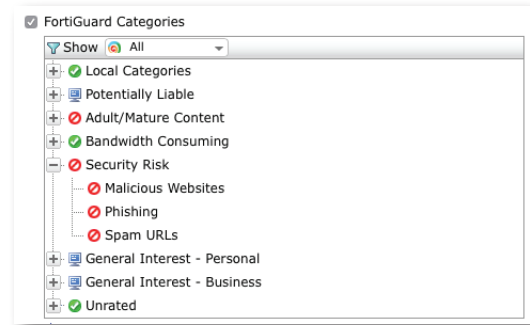 FortiGuard Categories
Show All
Local Categories
Potentially Liable
Adult/Mature Content
Bandwidth Consuming
Security Risk
Malicious Websites
Phishing
Spam URLs
General Interest - Personal
General Interest - Business
Unrated